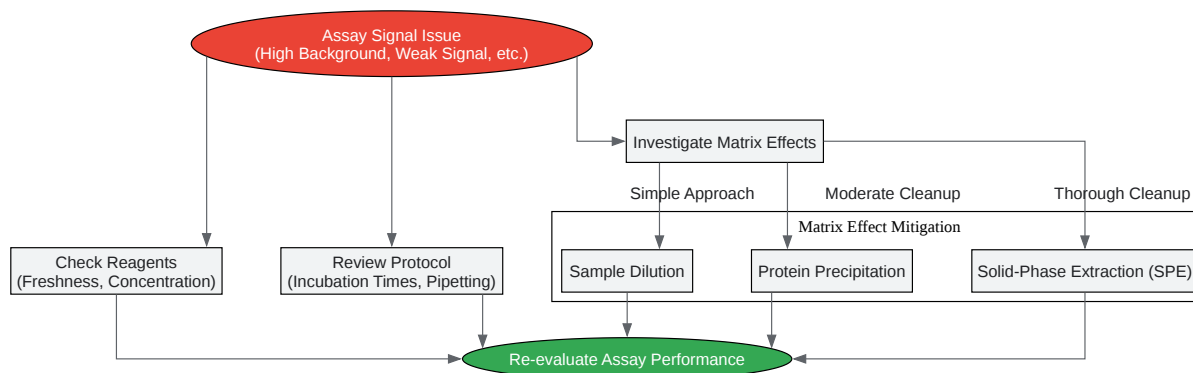 Assay Signal Issue
(High Background, Weak Signal, etc.)
Investigate Matrix Effects
Simple Approach
Moderate Cleanup
Thorough Cleanup
Matrix Effect Mitigation
Check Reagents
(Freshness, Concentration)
Review Protocol
(Incubation Times, Pipetting)
Sample Dilution
Protein Precipitation
Solid-Phase Extraction (SPE)
Re-evaluate Assay Performance